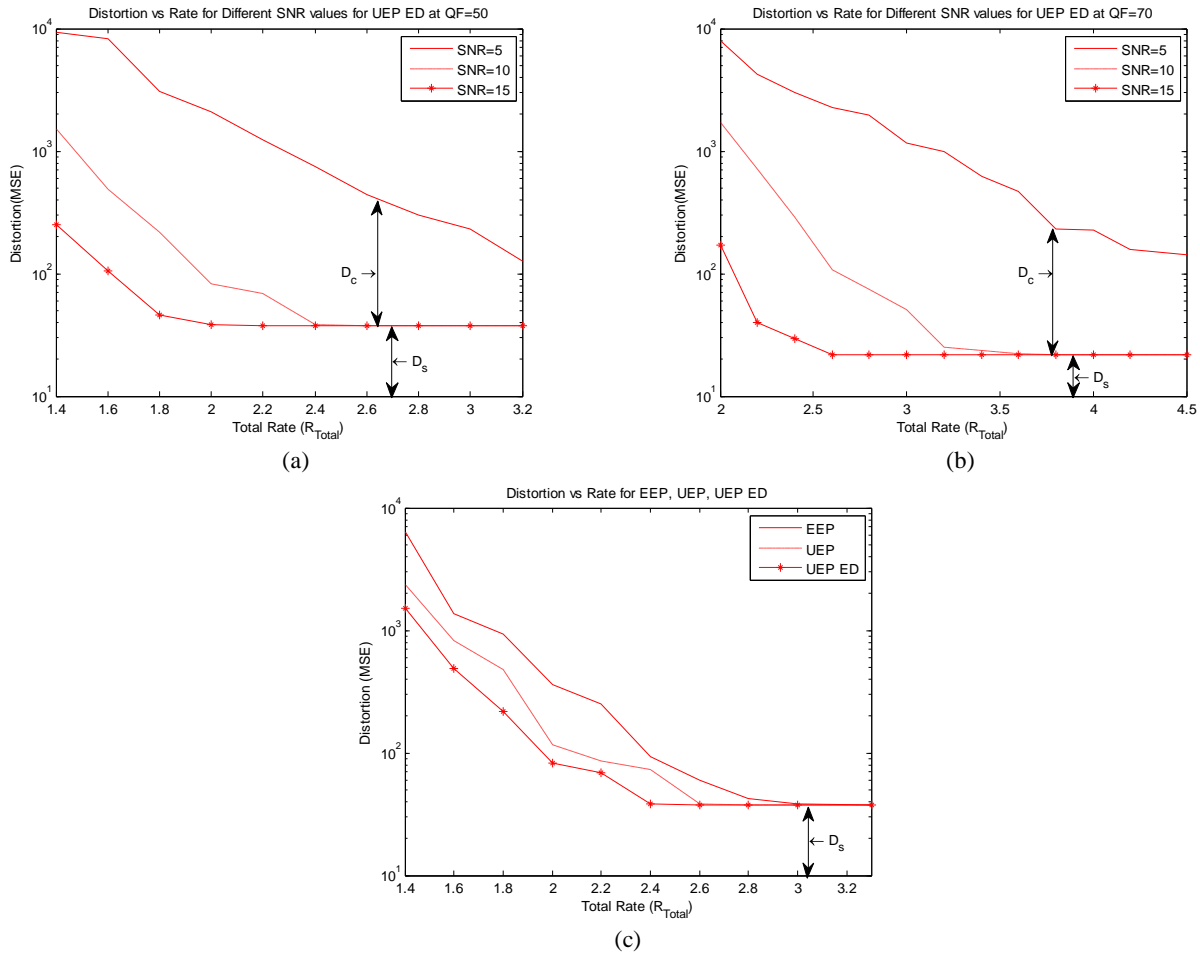 Distortion vs Rate for Different SNR values for UEP ED at QF=50
10^4
10^3
10^2
10^1
Distortion(MSE)
SNR=5
SNR=10
SNR=15
D_c →
← D_s
1.4 1.6 1.8 2 2.2 2.4 2.6 2.8 3 3.2
Total Rate (R_Total)
(a)
Distortion vs Rate for Different SNR values for UEP ED at QF=70
10^4
10^3
10^2
10^1
Distortion(MSE)
SNR=5
SNR=10
SNR=15
D_c →
← D_s
2 2.5 3 3.5 4 4.5
Total Rate (R_Total)
(b)
Distortion vs Rate for EEP, UEP, UEP ED
10^4
10^3
10^2
10^1
Distortion (MSE)
EEP
UEP
UEP ED
← D_s
1.4 1.6 1.8 2 2.2 2.4 2.6 2.8 3 3.2
Total Rate (R_Total)
(c)